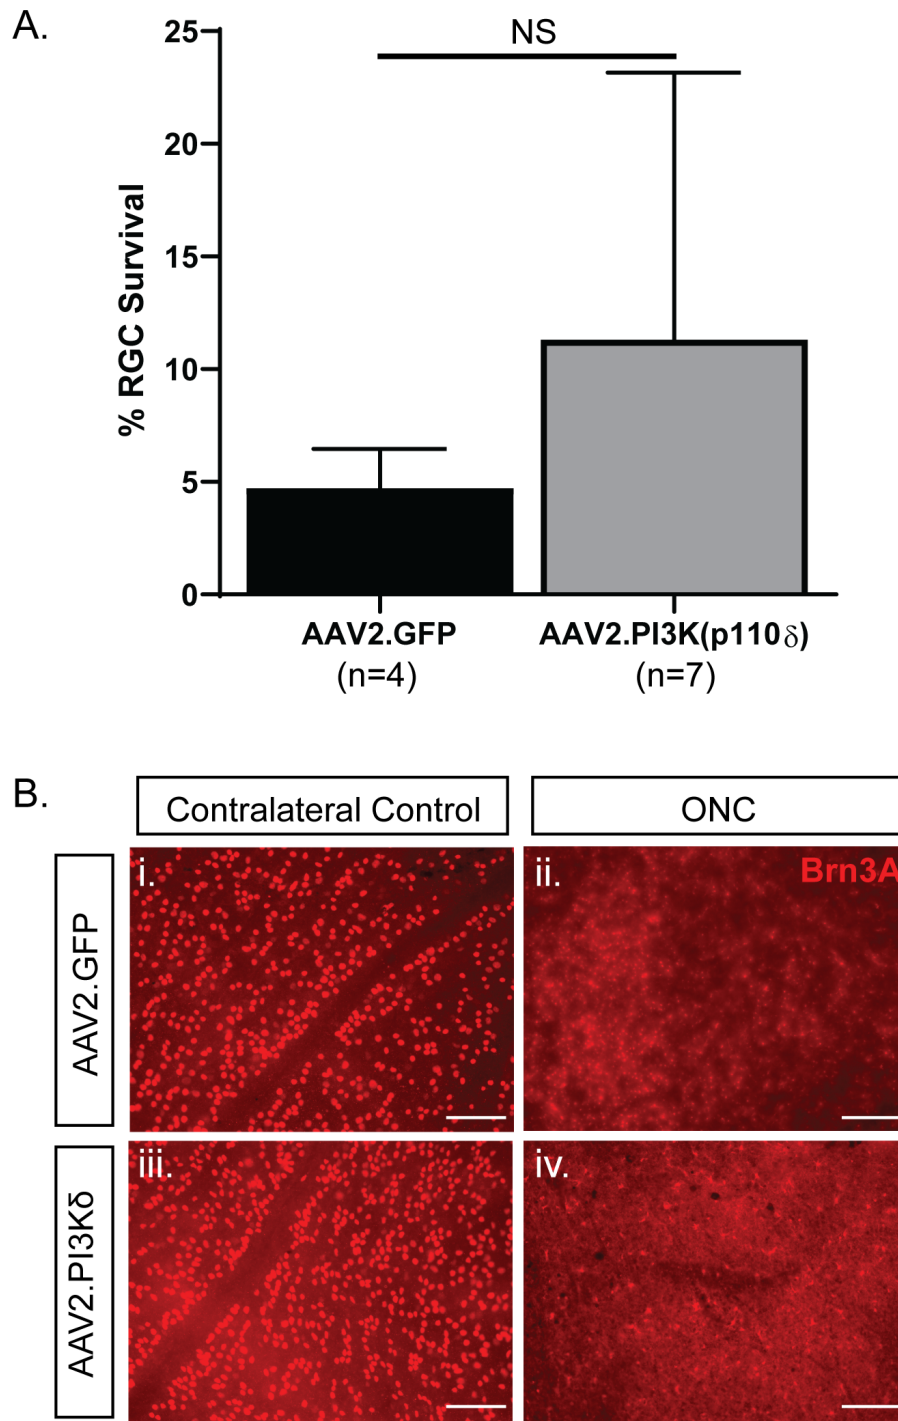 A.
NS
25
20
15
10
5
0
% RGC Survival
AAV2.GFP
(n=4)
AAV2.PI3K(p110δ)
(n=7)
B.
Contralateral Control
ONC
AAV2.GFP
i.
ii.
Brn3A
AAV2.PI3Kδ
iii.
iv.